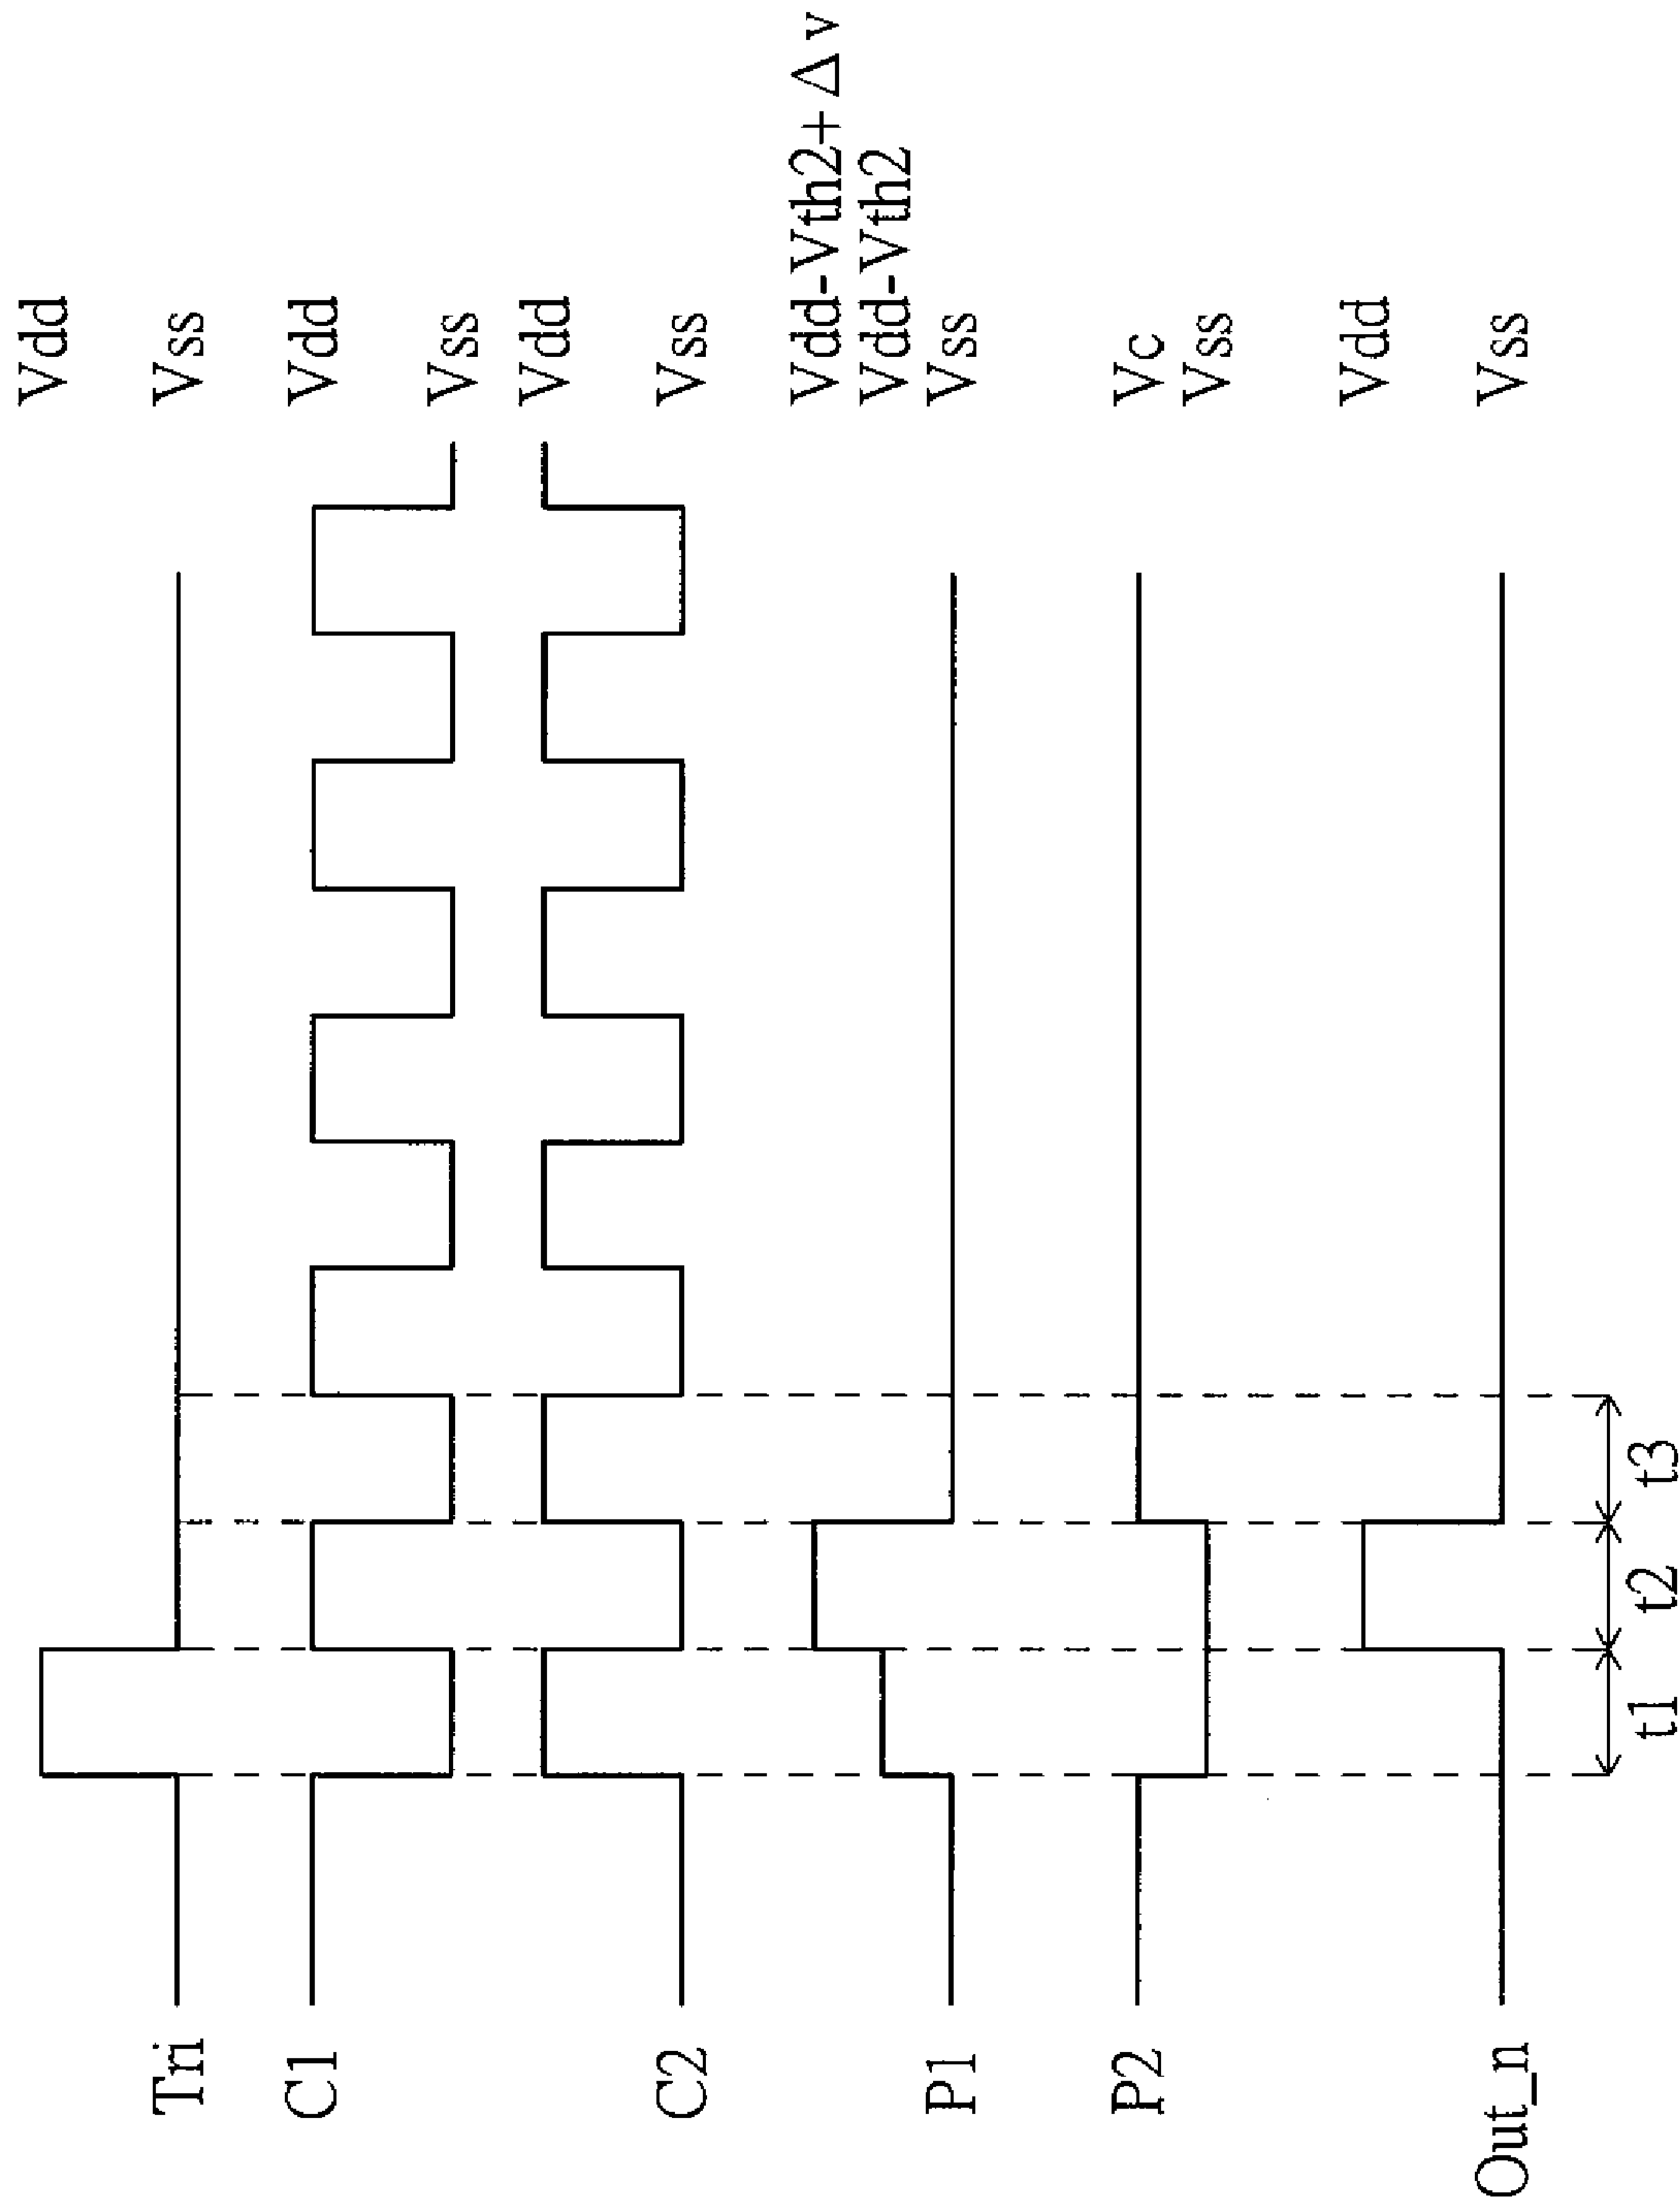 Tri
Vdd
Vss
C1
Vdd
Vss
C2
Vdd
Vss
P1
Vdd-Vth2+Δv
Vdd-Vth2
Vss
P2
Vc
Vss
Out_n
Vdd
Vss
t1 t2 t3